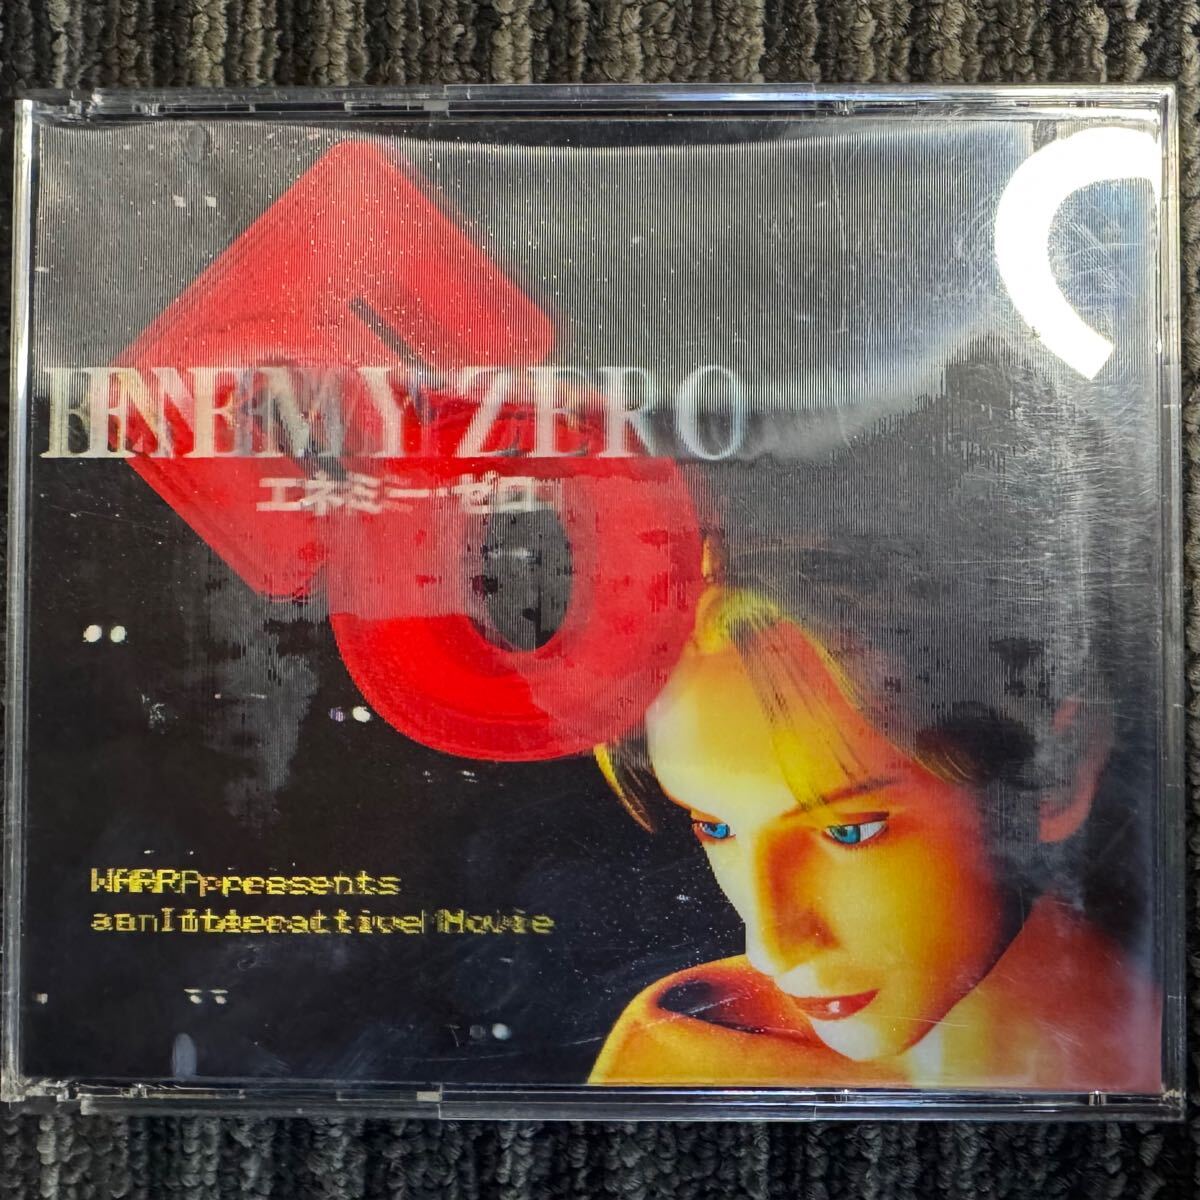 ENEMY ZERO
エネミー・ゼロ
WARP presents
an Interactive Movie